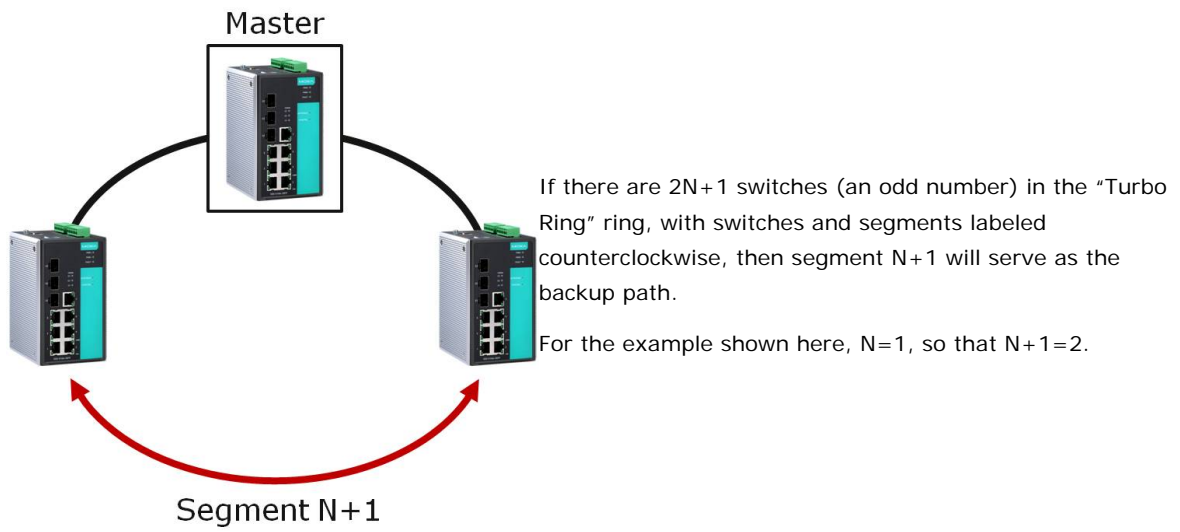 Master
If there are 2N+1 switches (an odd number) in the “Turbo
Ring” ring, with switches and segments labeled
counterclockwise, then segment N+1 will serve as the
backup path.
For the example shown here, N=1, so that N+1=2.
Segment N+1